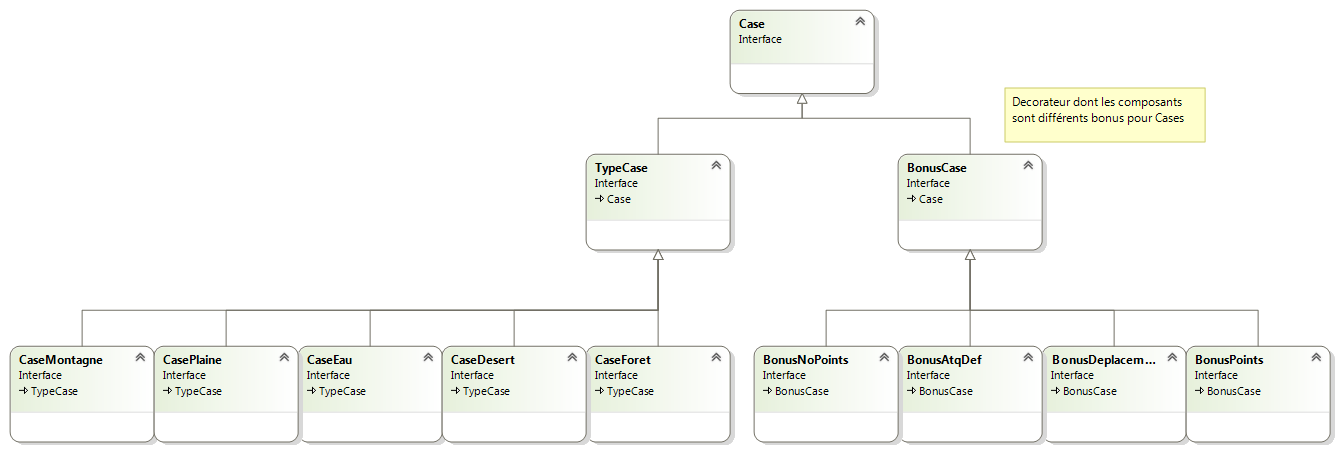 Case
Interface
Decorateur dont les composants
sont différents bonus pour Cases
TypeCase
Interface
Case
BonusCase
Interface
Case
CaseMontagne
Interface
TypeCase
CasePlaine
Interface
TypeCase
CaseEau
Interface
TypeCase
CaseDesert
Interface
TypeCase
CaseForet
Interface
TypeCase
BonusNoPoints
Interface
BonusCase
BonusAtqDef
Interface
BonusCase
BonusDeplacem...
Interface
BonusCase
BonusPoints
Interface
BonusCase